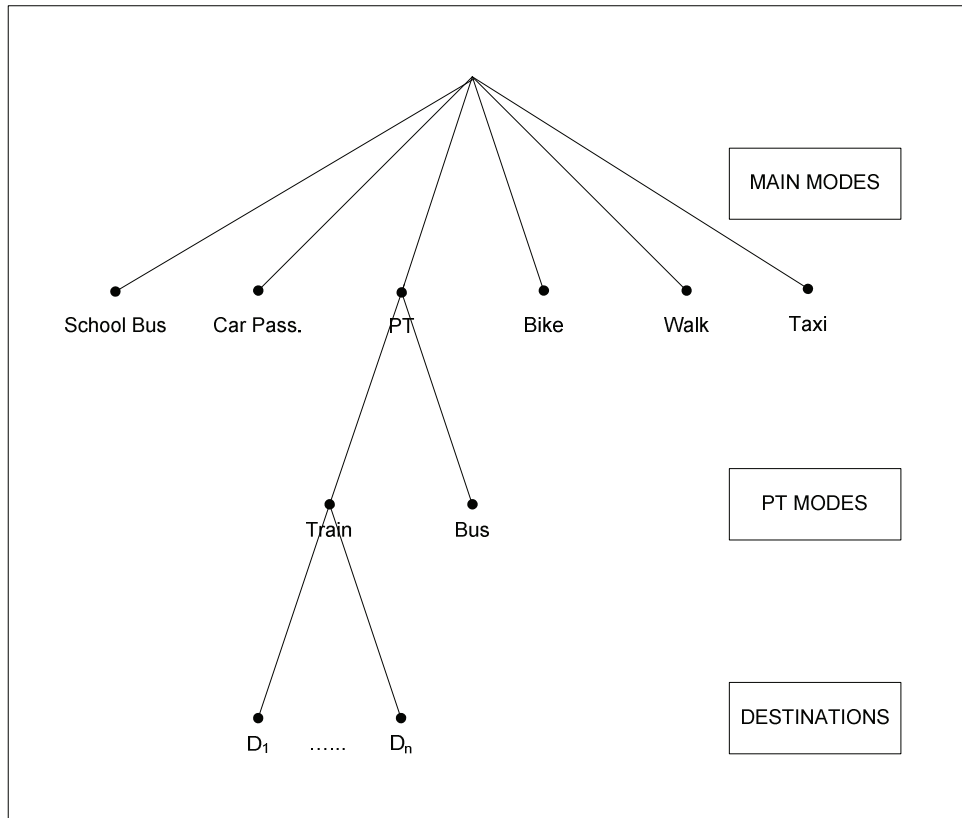 MAIN MODES
School Bus Car Pass. PT Bike Walk Taxi
PT MODES
Train Bus
DESTINATIONS
D₁ ...... Dₙ